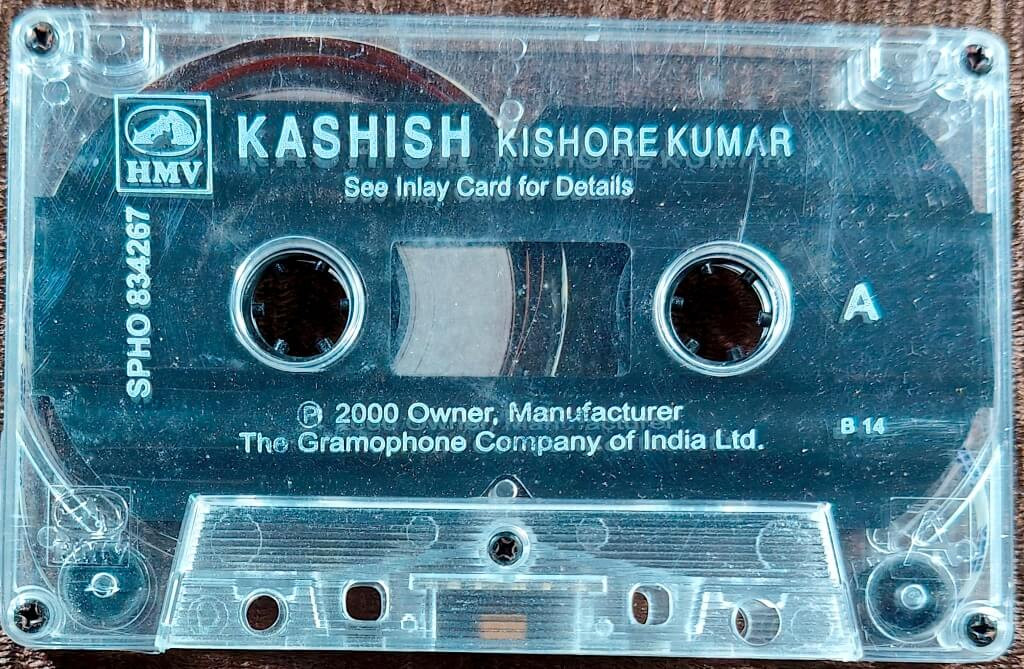 HMV
KASHISH KISHORE KUMAR
See Inlay Card for Details
SPHO 834267
A
℗ 2000 Owner, Manufacturer
The Gramophone Company of India Ltd.
B 14